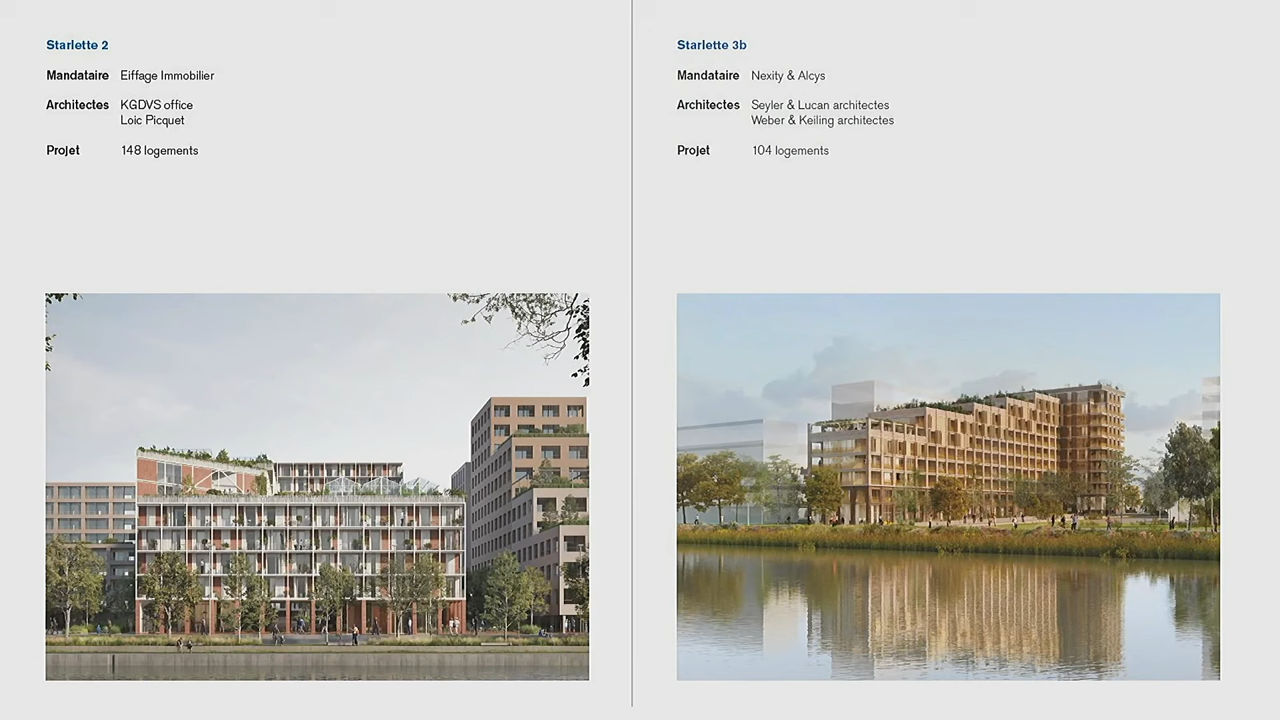 Starlette 2
Mandataire Eiffage Immobilier
Architectes KGDVS office
Loic Picquet
Projet 148 logements
Starlette 3b
Mandataire Nexity & Alcys
Architectes Seyler & Lucan architectes
Weber & Keiling architectes
Projet 104 logements